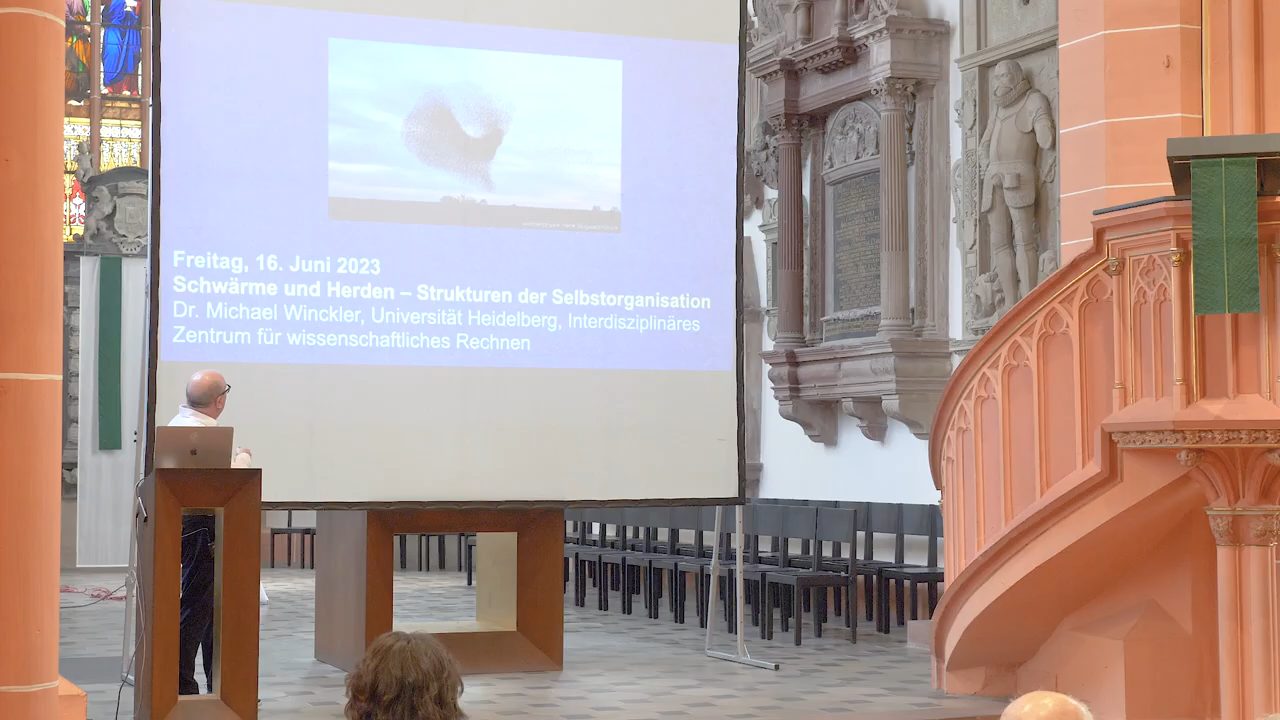 Freitag, 16. Juni 2023
Schwärme und Herden – Strukturen der Selbstorganisation
Dr. Michael Winckler, Universität Heidelberg, Interdisziplinäres
Zentrum für wissenschaftliches Rechnen